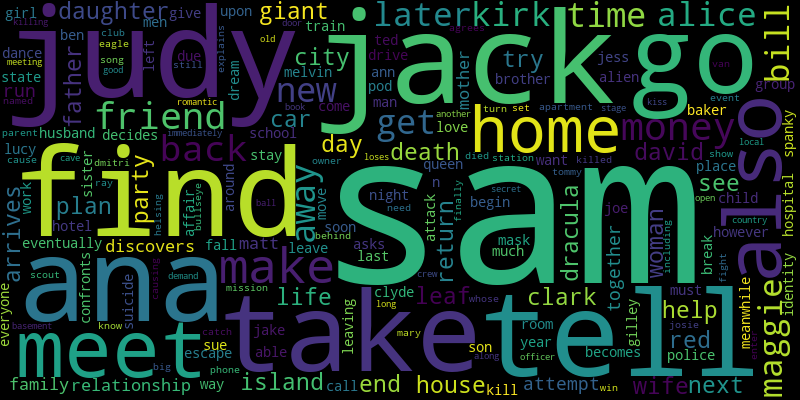 judy
jack
go
sam
find
tell
take
ana
meet
also
home
make
back
money
get
new
friend
later
kirk
time
alice
bill
giant
daughter
give
upon
girl
men
train
ted
drive
jess
alien
brother
try
city
father
ben
club
eagle
song
good
dance
meeting
killing
state
run
named
due
still
explains
old
door
agrees
dream
melvin
ann
pod
come
man
mother
van
event
kiss
group
parent
cause
husband
decides
romantic
car
book
immediately
another
love
turn
set
apartment
stage
baker
lucy
cave
dmitri
school
day
owner
loses
death
queen
died
station
want
killed
david
place
show
local
spanky
hospital
work
sister
ray
party
stay
around
away
move
night
n
attack
secret
tommy
see
child
open
plan
affair
bullseye
helsing
hotel
soon
behind
need
return
finally
begin
joe
woman
however
country
including
arrives
eventually
discovers
fall
matt
leave
asks
last
mask
much
dracula
together
break
fight
identity
scout
demand
suicide
causing
mission
life
crew
clyde
leaf
clark
must
meanwhile
maggie
confronts
everyone
basement
know
catch
jake
able
leaving
long
whose
mary
room
year
help
red
josie
sue
escape
big
phone
son
along
officer
becomes
police
family
relationship
way
island
call
end
house
kill
attempt
win
wife
next